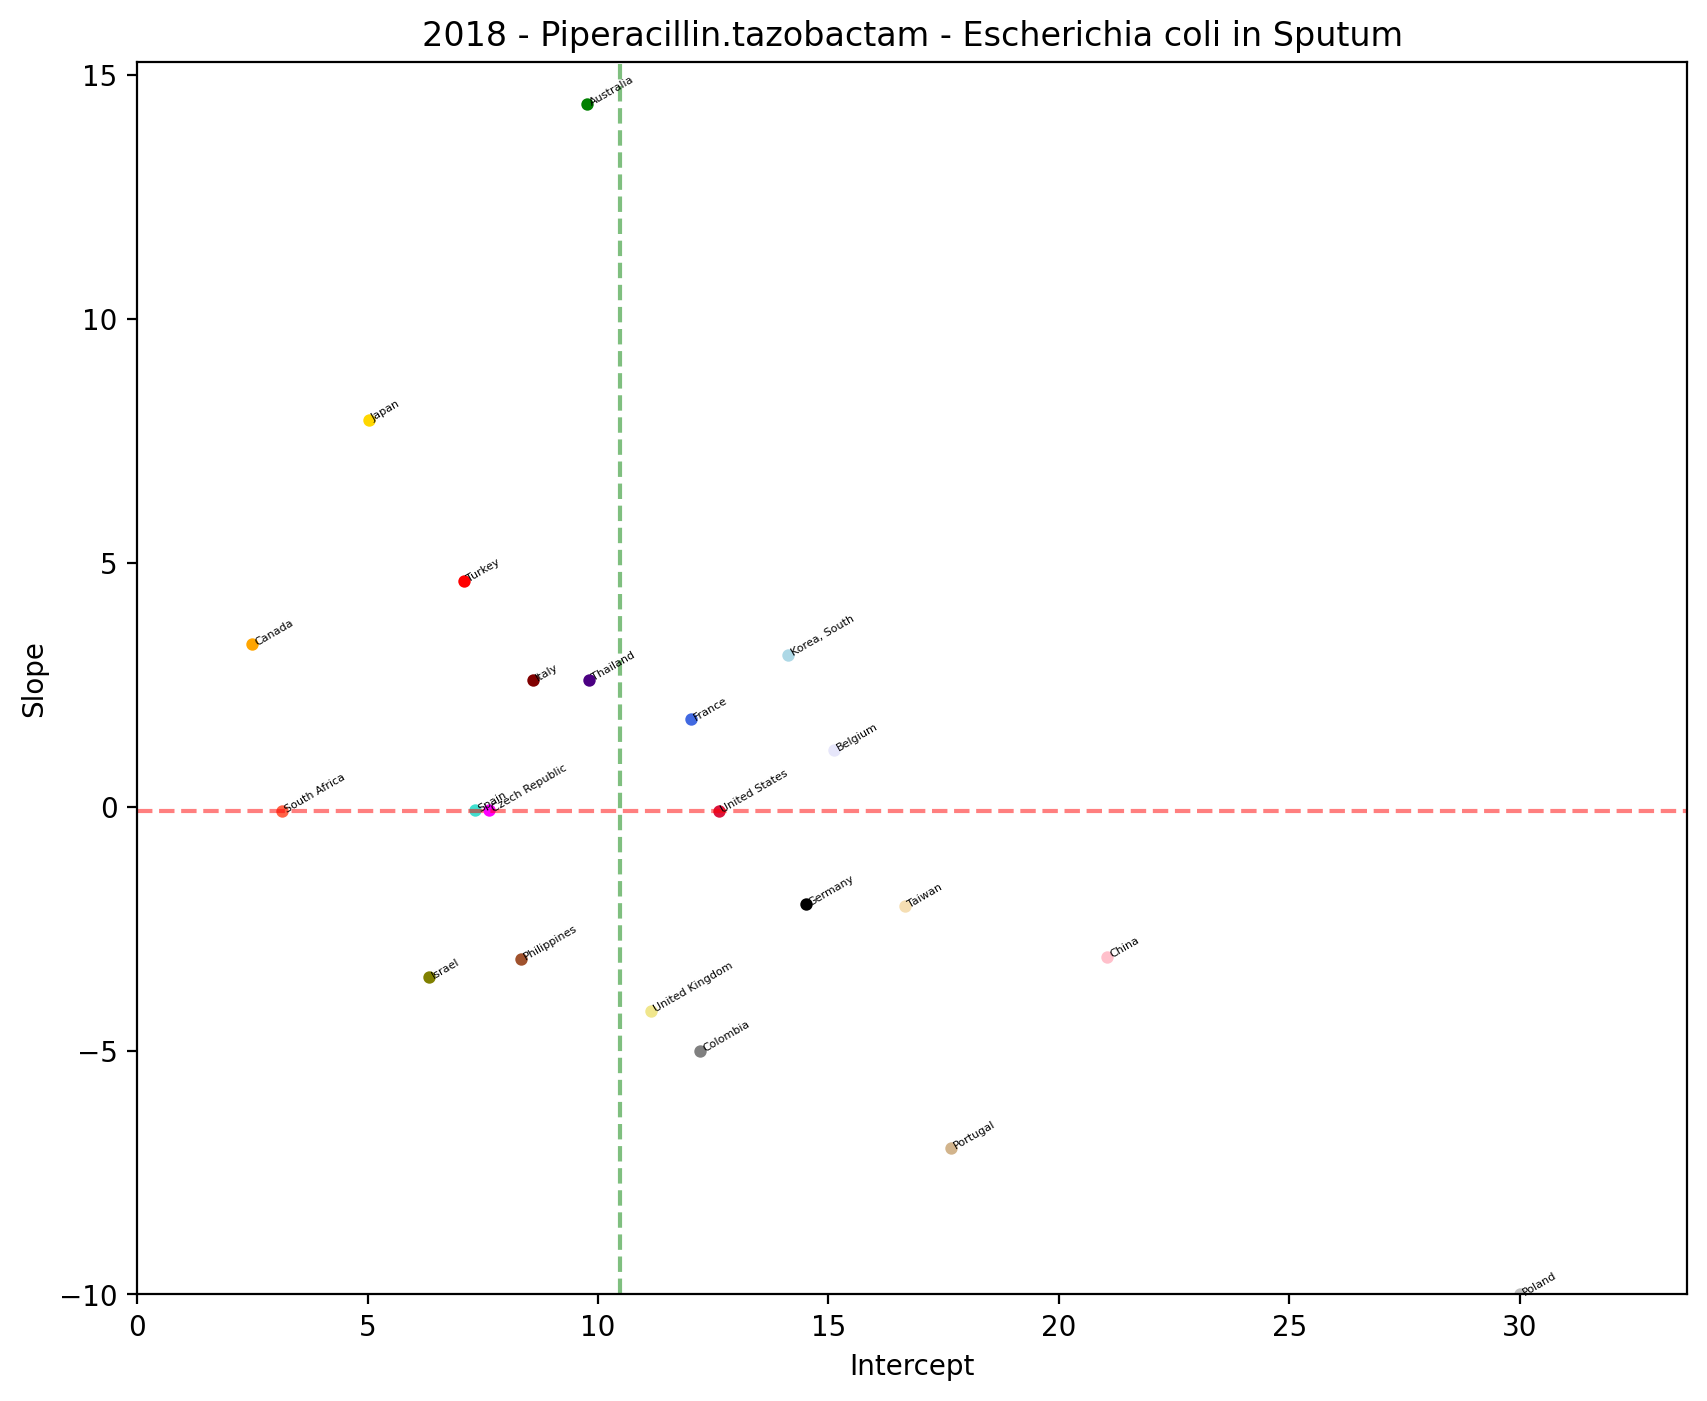 2018 - Piperacillin.tazobactam - Escherichia coli in Sputum
15
Australia
10
Japan
5
Turkey
Canada
Korea, South
Italy
Thailand
France
Belgium
Slope
South Africa
Spain
Czech Republic
United States
0
Germany
Taiwan
Philippines
Israel
China
United Kingdom
Colombia
−5
Portugal
Poland
−10
0
5
10
15
20
25
30
Intercept